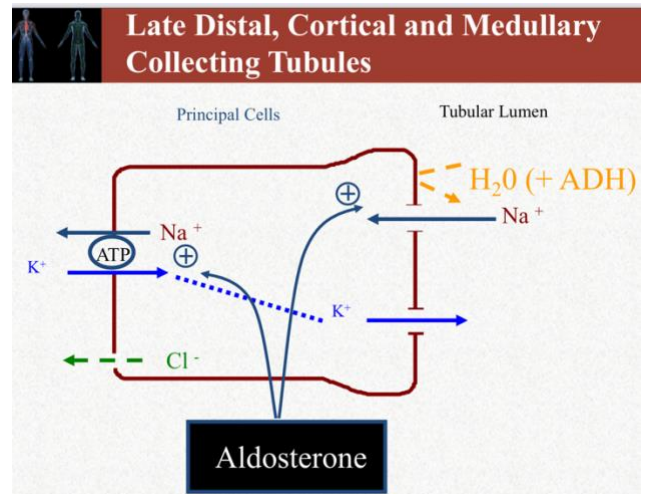 Late Distal, Cortical and Medullary
Collecting Tubules
Principal Cells
Tubular Lumen
H₂0 (+ ADH)
Na⁺
Na⁺
ATP
K⁺
K⁺
Cl⁻
Aldosterone